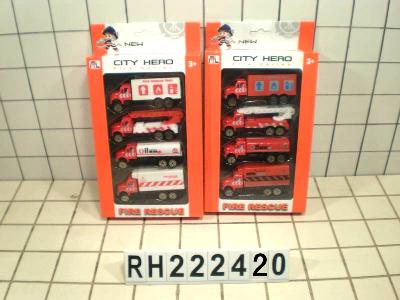 A NEW
CITY HERO
3+
FIRE RESCUE
A NEW
CITY HERO
3+
FIRE RESCUE
RH222420